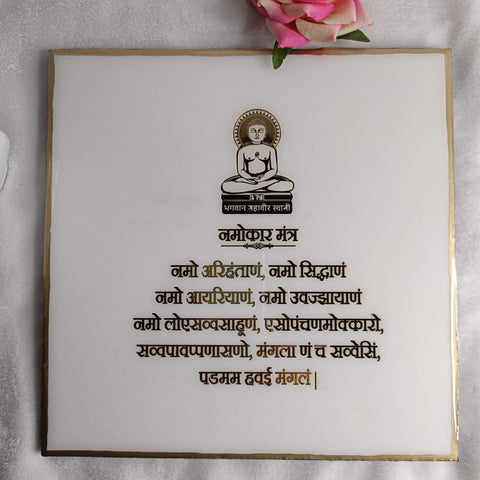 भगवान महावीर स्वामी
नमोकार मंत्र
नमो अरिहंताणं, नमो सिद्धाणं
नमो आयरियाणं, नमो उवज्झायाणं
नमो लोएसव्वसाहूणं, एसोपंचणमोक्कारो,
सव्वपावप्पणासणो, मंगला णं च सव्वेसिं,
पडमम हवई मंगलं|